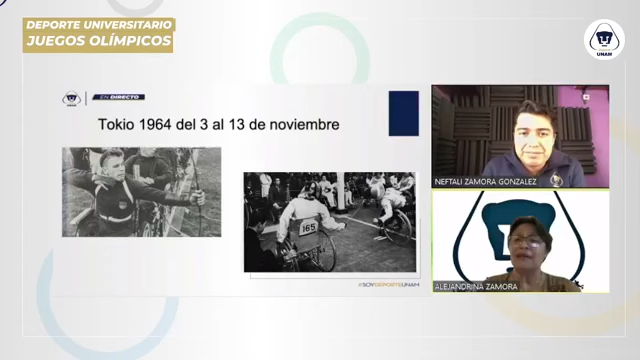 DEPORTE UNIVERSITARIO
JUEGOS OLÍMPICOS
UNAM
UNAM
EN DIRECTO
Tokio 1964 del 3 al 13 de noviembre
165
#SOYDEPORTEUNAM
NEFTALI ZAMORA GONZALEZ
ALEJANDRINA ZAMORA